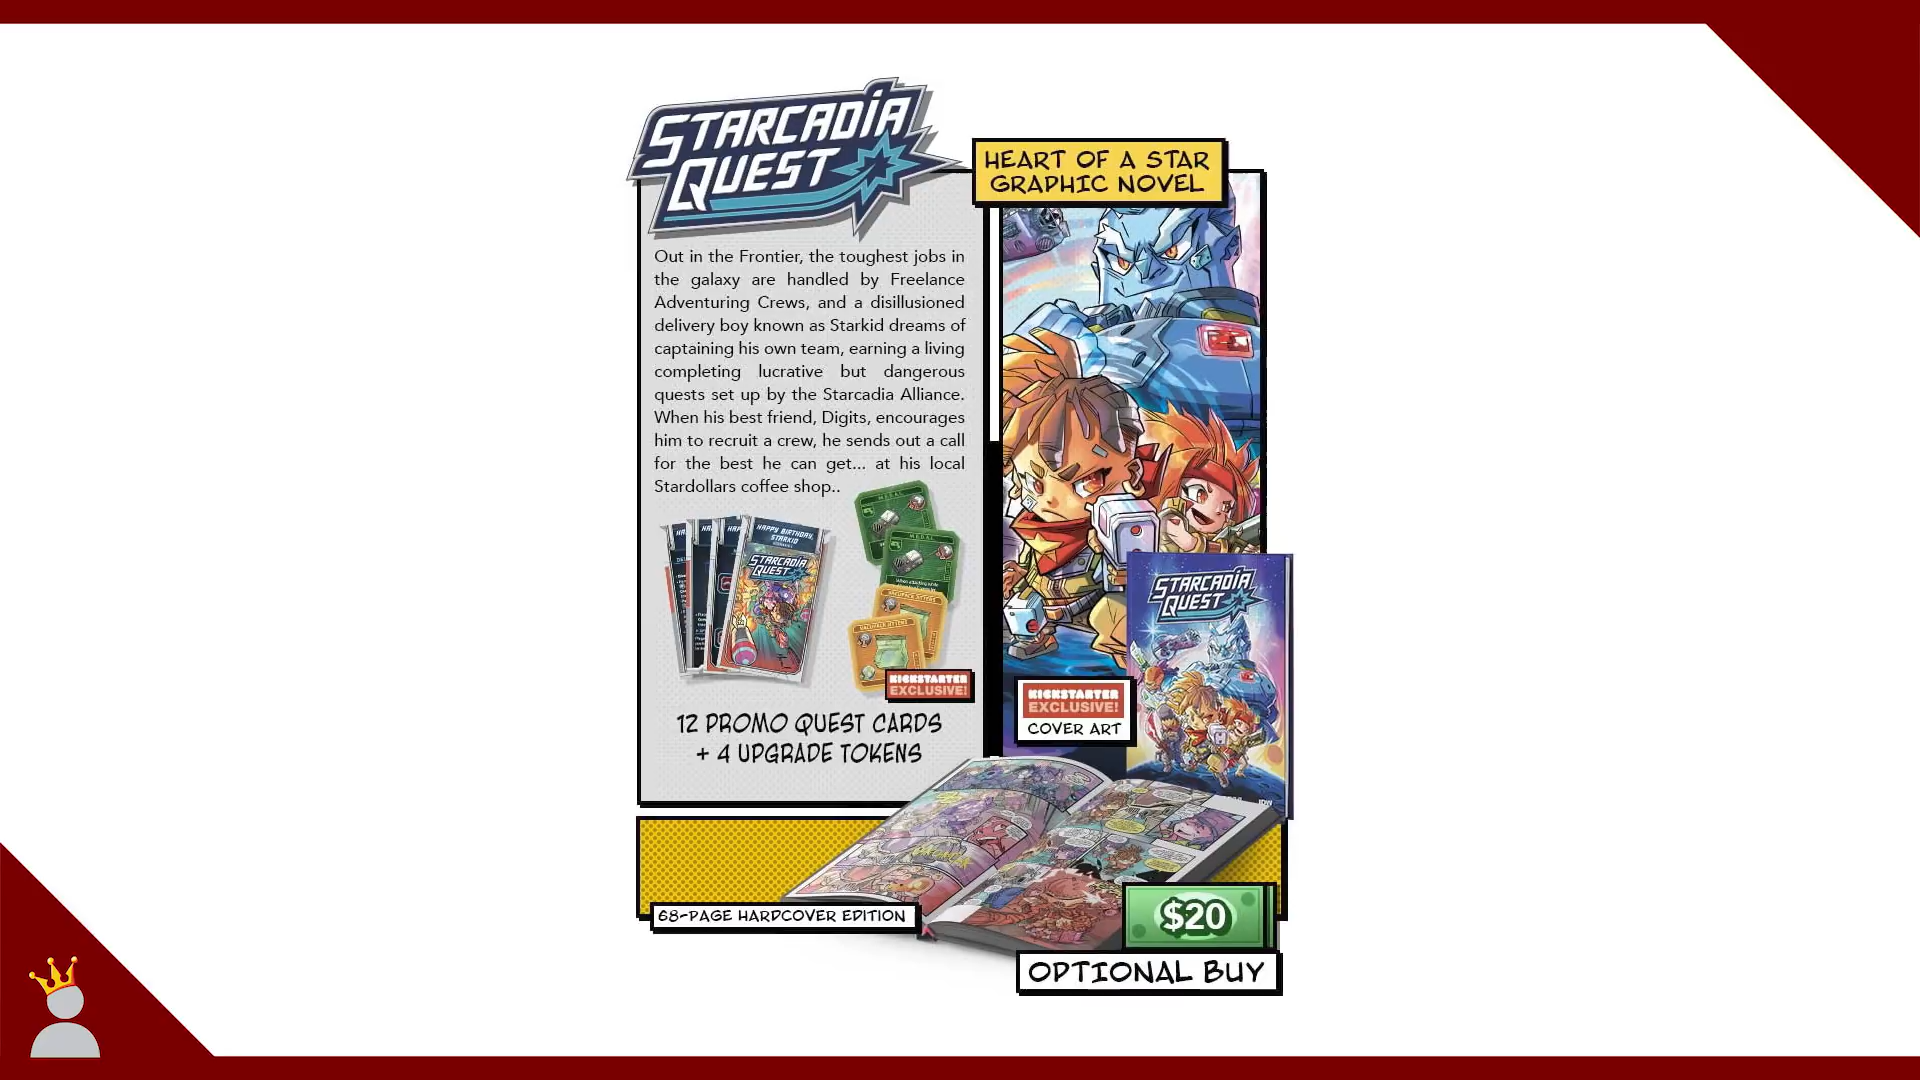 STARCADIA
QUEST
HEART OF A STAR
GRAPHIC NOVEL
Out in the Frontier, the toughest jobs in
the galaxy are handled by Freelance
Adventuring Crews, and a disillusioned
delivery boy known as Starkid dreams of
captaining his own team, earning a living
completing lucrative but dangerous
quests set up by the Starcadia Alliance.
When his best friend, Digits, encourages
him to recruit a crew, he sends out a call
for the best he can get... at his local
Stardollars coffee shop..
MEDAL
MEDAL
HAPPY BIRTHDAY,
STARKID
STARCADIA
QUEST
KICKSTARTER
EXCLUSIVE!
12 PROMO QUEST CARDS
+ 4 UPGRADE TOKENS
STARCADIA
QUEST
KICKSTARTER
EXCLUSIVE!
COVER ART
IDW
68-PAGE HARDCOVER EDITION
$20
OPTIONAL BUY